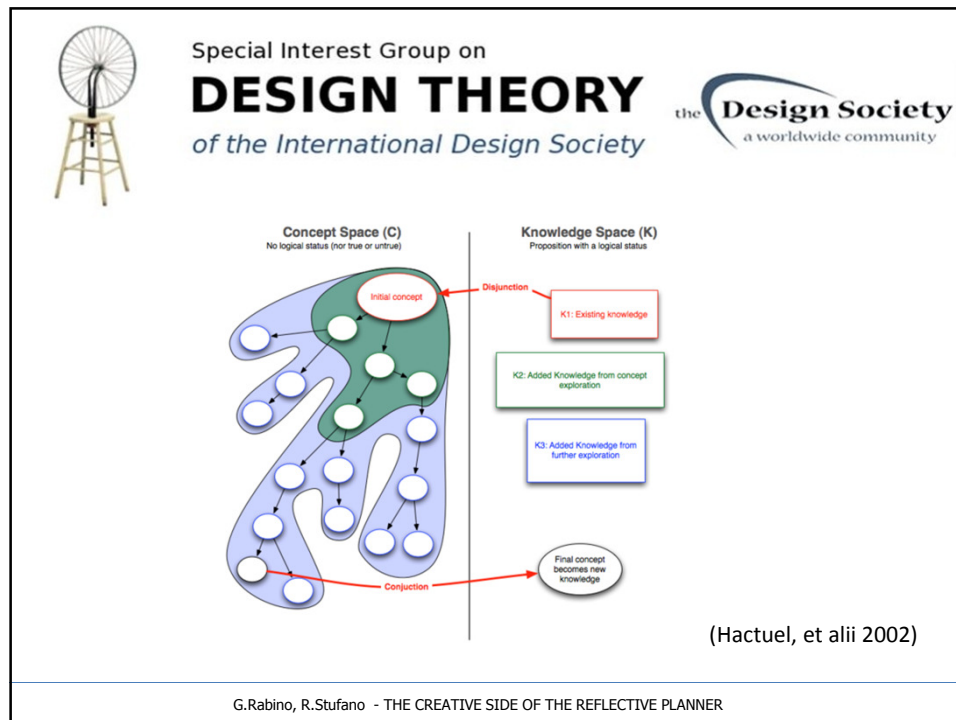 Special Interest Group on
DESIGN THEORY
of the International Design Society
the Design Society
a worldwide community
Concept Space (C)
No logical status (nor true or untrue)
Knowledge Space (K)
Proposition with a logical status
Initial concept
Disjunction
K1: Existing knowledge
K2: Added Knowledge from concept
exploration
K3: Added Knowledge from
further exploration
Final concept
becomes new
knowledge
Conjuction
(Hactuel, et alii 2002)
G.Rabino, R.Stufano - THE CREATIVE SIDE OF THE REFLECTIVE PLANNER